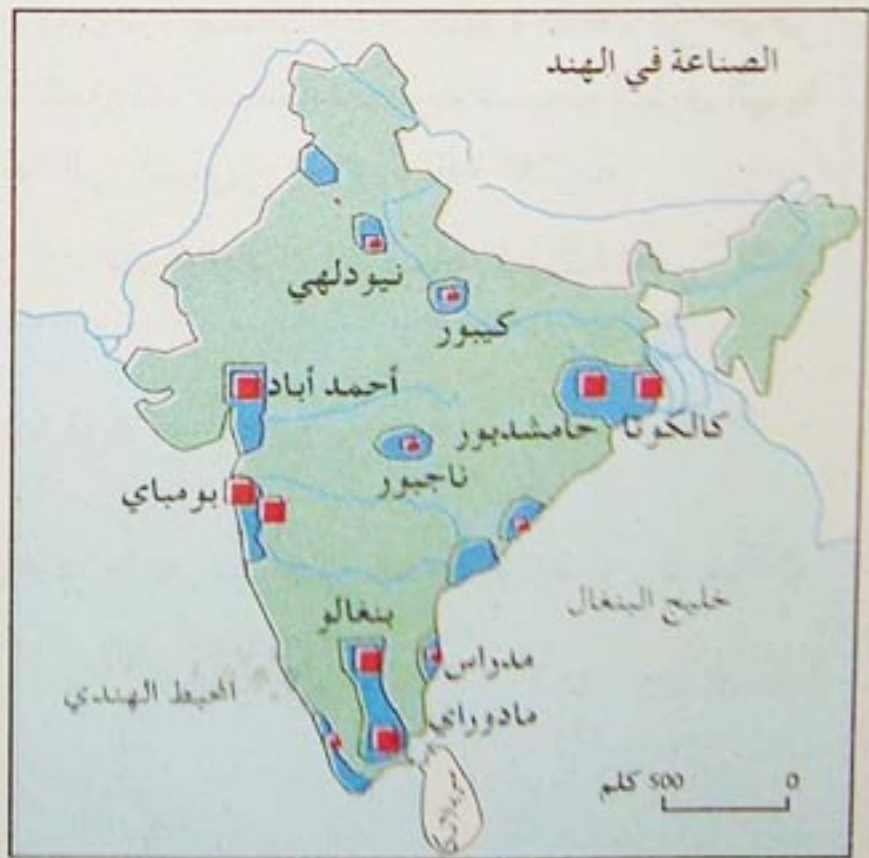 الصناعة في الهند
نيودلهي
كيبور
أحمد أباد
كالكوتا
حامشدبور
ناجبور
بومباي
خليج البنغال
بنغالو
مدراس
المحيط الهندي
مادوراي
500 كلم
0